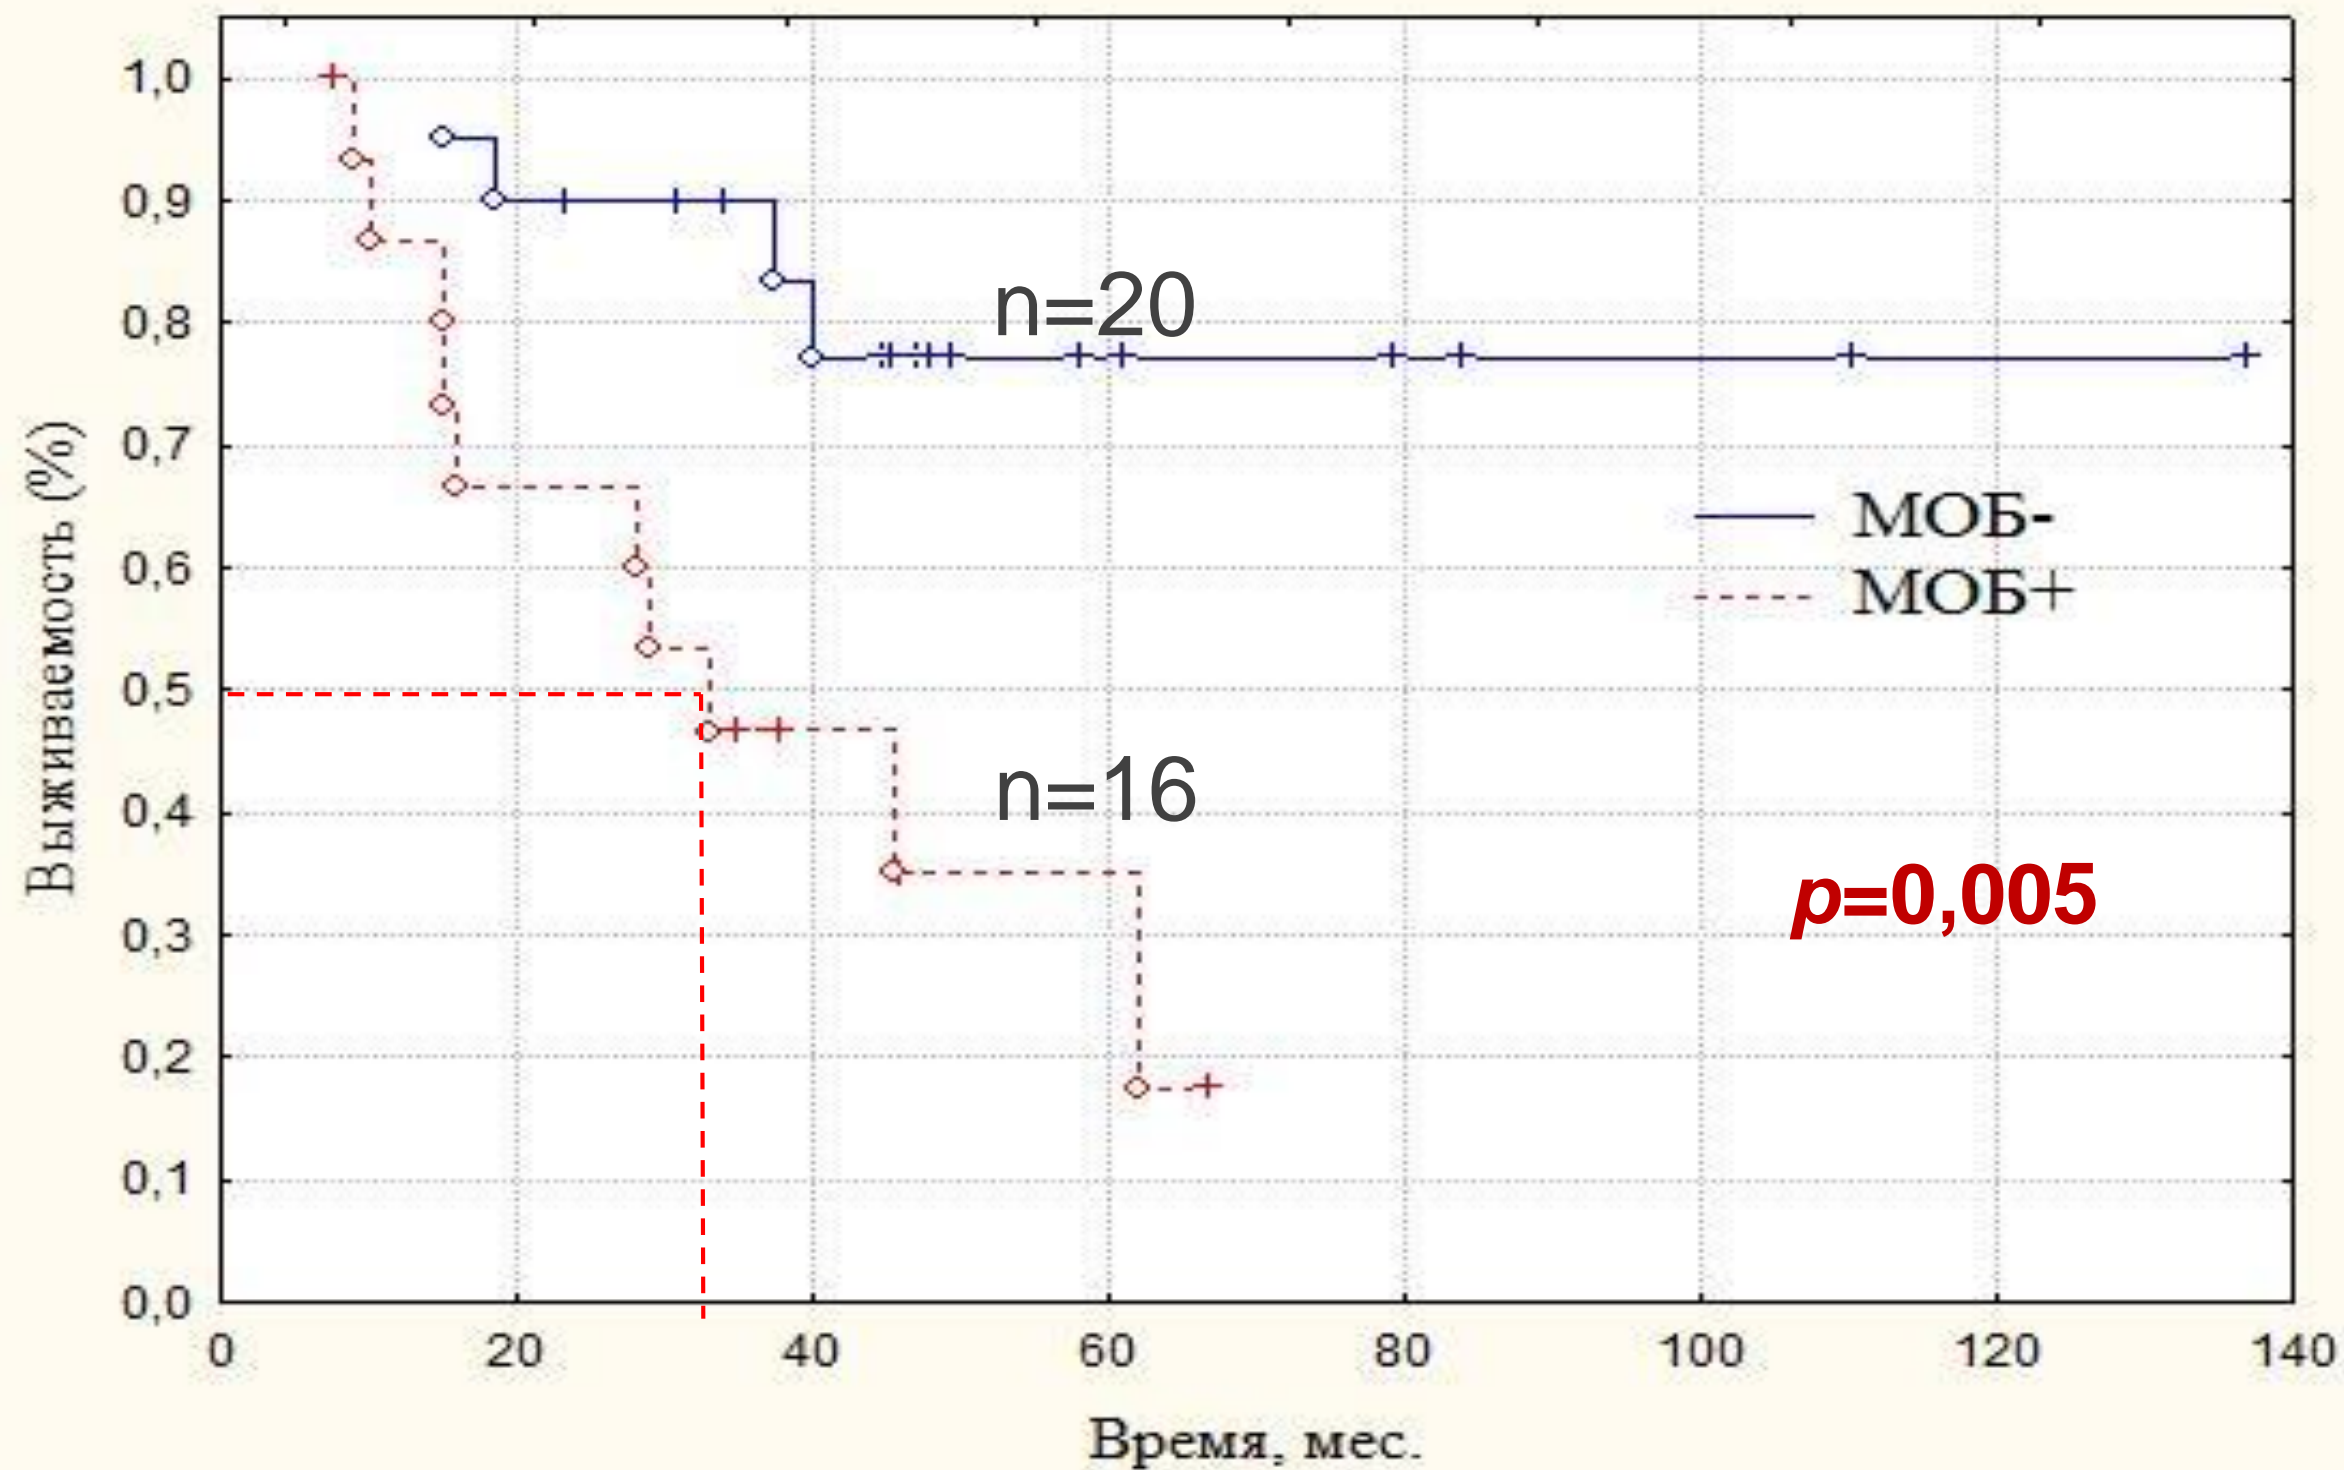 Выживаемость (%)
1,0
0,9
0,8
0,7
0,6
0,5
0,4
0,3
0,2
0,1
0,0
n=20
МОБ-
МОБ+
n=16
p=0,005
0 20 40 60 80 100 120 140
Время, мес.